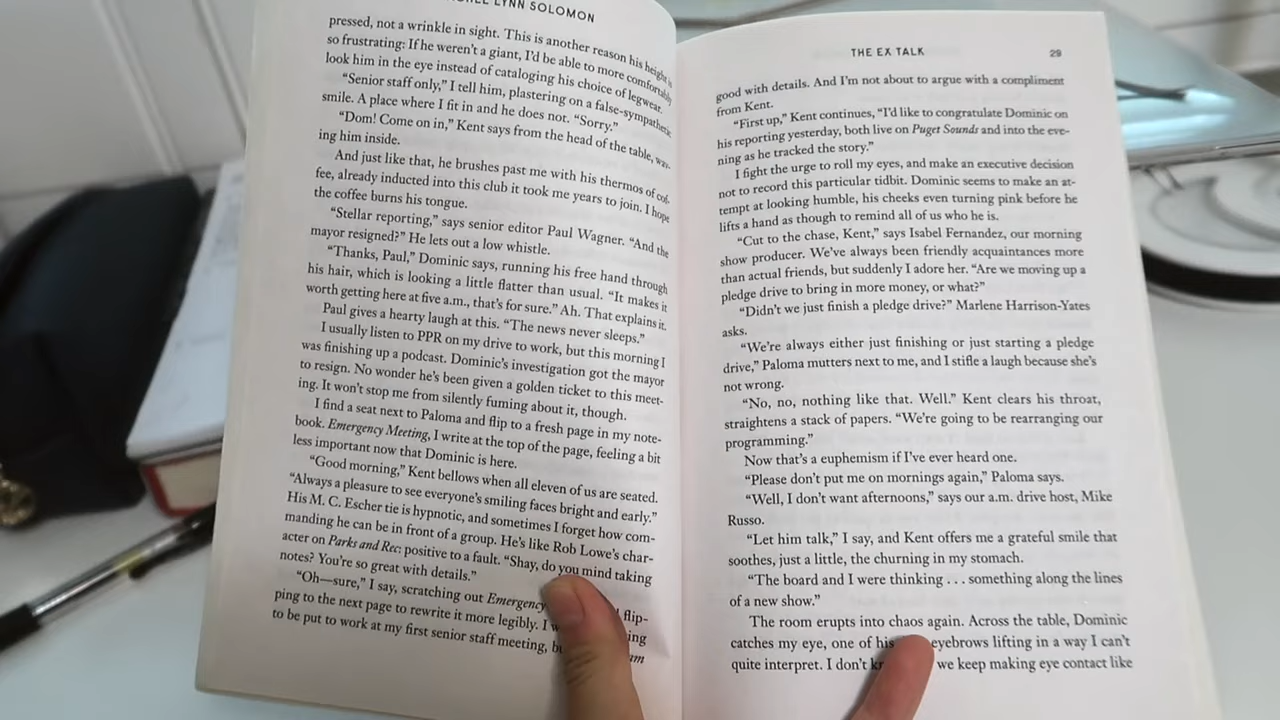 LYNN SOLOMON
pressed, not a wrinkle in sight. This is another reason his height is
so frustrating: If he weren't a giant, I'd be able to more comfortably
look him in the eye instead of cataloging his choice of legwear.
"Senior staff only," I tell him, plastering on a false-sympathetic
smile. A place where I fit in and he does not. "Sorry."
"Dom! Come on in," Kent says from the head of the table, wav-
ing him inside.
And just like that, he brushes past me with his thermos of cof-
fee, already inducted into this club it took me years to join. I hope
the coffee burns his tongue.
"Stellar reporting," says senior editor Paul Wagner. "And the
mayor resigned?" He lets out a low whistle.
"Thanks, Paul," Dominic says, running his free hand through
his hair, which is looking a little flatter than usual. "It makes it
worth getting here at five a.m., that's for sure." Ah. That explains it.
Paul gives a hearty laugh at this. "The news never sleeps."
I usually listen to PPR on my drive to work, but this morning I
was finishing up a podcast. Dominic's investigation got the mayor
to resign. No wonder he's been given a golden ticket to this meet-
ing. It won't stop me from silently fuming about it, though.
I find a seat next to Paloma and flip to a fresh page in my note-
book. Emergency Meeting, I write at the top of the page, feeling a bit
less important now that Dominic is here.
"Good morning," Kent bellows when all eleven of us are seated.
"Always a pleasure to see everyone's smiling faces bright and early."
His M. C. Escher tie is hypnotic, and sometimes I forget how com-
manding he can be in front of a group. He's like Rob Lowe's char-
acter on Parks and Rec: positive to a fault. "Shay, do you mind taking
notes? You're so great with details."
"Oh—sure," I say, scratching out Emergency flip-
ping to the next page to rewrite it more legibly. I
to be put to work at my first senior staff meeting,
THE EX TALK 29
good with details. And I'm not about to argue with a compliment
from Kent.
"First up," Kent continues, "I'd like to congratulate Dominic on
his reporting yesterday, both live on Puget Sounds and into the eve-
ning as he tracked the story."
I fight the urge to roll my eyes, and make an executive decision
not to record this particular tidbit. Dominic seems to make an at-
tempt at looking humble, his cheeks even turning pink before he
lifts a hand as though to remind all of us who he is.
"Cut to the chase, Kent," says Isabel Fernandez, our morning
show producer. We've always been friendly acquaintances more
than actual friends, but suddenly I adore her. "Are we moving up a
pledge drive to bring in more money, or what?"
"Didn't we just finish a pledge drive?" Marlene Harrison-Yates
asks.
"We're always either just finishing or just starting a pledge
drive," Paloma mutters next to me, and I stifle a laugh because she's
not wrong.
"No, no, nothing like that. Well." Kent clears his throat,
straightens a stack of papers. "We're going to be rearranging our
programming."
Now that's a euphemism if I've ever heard one.
"Please don't put me on mornings again," Paloma says.
"Well, I don't want afternoons," says our a.m. drive host, Mike
Russo.
"Let him talk," I say, and Kent offers me a grateful smile that
soothes, just a little, the churning in my stomach.
"The board and I were thinking . . . something along the lines
of a new show."
The room erupts into chaos again. Across the table, Dominic
catches my eye, one of his eyebrows lifting in a way I can't
quite interpret. I don't we keep making eye contact like